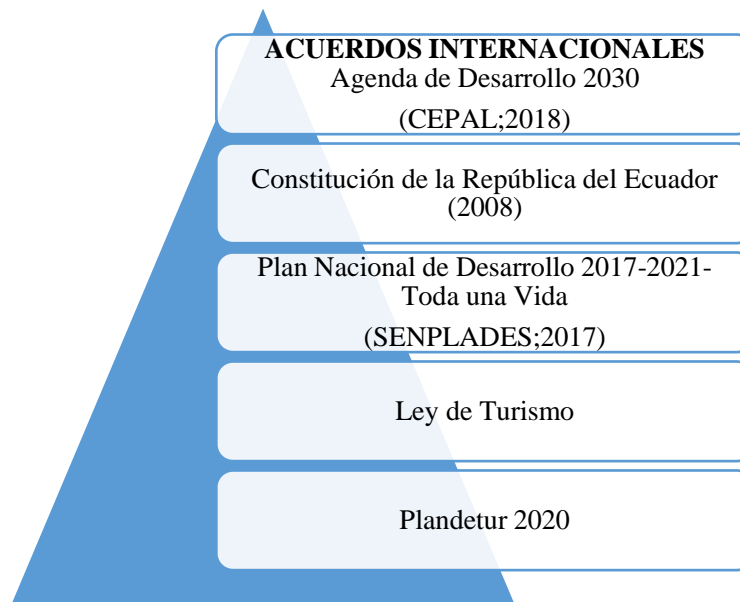 ACUERDOS INTERNACIONALES
Agenda de Desarrollo 2030
(CEPAL;2018)
Constitución de la República del Ecuador
(2008)
Plan Nacional de Desarrollo 2017-2021-
Toda una Vida
(SENPLADES;2017)
Ley de Turismo
Plandetur 2020